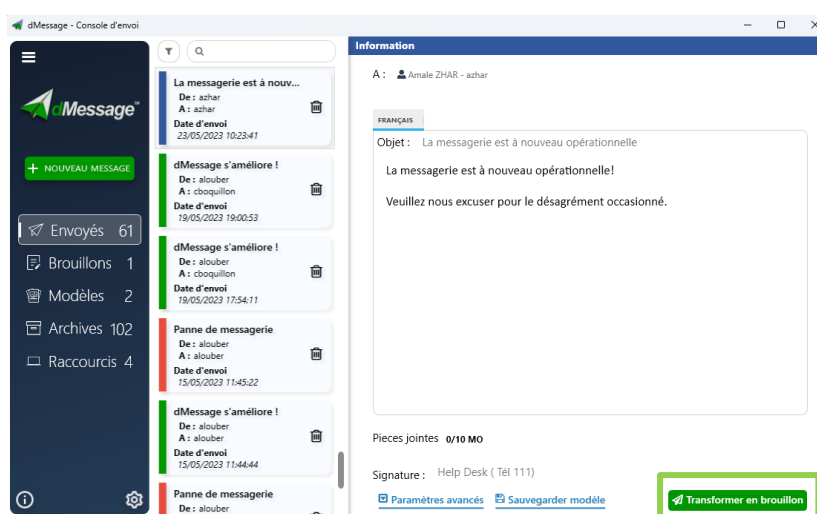 dMessage - Console d'envoi
dMessage™
NOUVEAU MESSAGE
Envoyés 61
Brouillons 1
Modèles 2
Archives 102
Raccourcis 4
La messagerie est à nouv...
De : azhar
A : azhar
Date d'envoi
23/05/2023 10:23:41
dMessage s'améliore !
De : alouber
A : cboquillon
Date d'envoi
19/05/2023 19:00:53
dMessage s'améliore !
De : alouber
A : cboquillon
Date d'envoi
19/05/2023 17:54:11
Panne de messagerie
De : alouber
A : alouber
Date d'envoi
15/05/2023 11:45:22
dMessage s'améliore !
De : alouber
A : alouber
Date d'envoi
15/05/2023 11:44:44
Panne de messagerie
De : alouber
Information
A : Amale ZHAR - azhar
FRANÇAIS
Objet : La messagerie est à nouveau opérationnelle
La messagerie est à nouveau opérationnelle!
Veuillez nous excuser pour le désagrément occasionné.
Pieces jointes 0/10 MO
Signature : Help Desk ( Tél 111)
Paramètres avancés Sauvegarder modèle
Transformer en brouillon